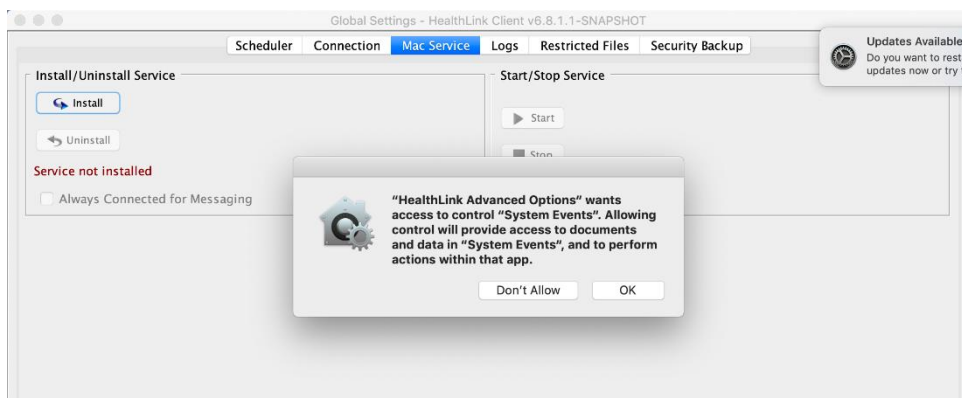 Global Settings - HealthLink Client v6.8.1.1-SNAPSHOT
Scheduler Connection Mac Service Logs Restricted Files Security Backup
Updates Available
Do you want to rest
updates now or try
Install/Uninstall Service
Start/Stop Service
Install
Start
Uninstall
Stop
Service not installed
Always Connected for Messaging
"HealthLink Advanced Options" wants
access to control "System Events". Allowing
control will provide access to documents
and data in "System Events", and to perform
actions within that app.
Don't Allow OK